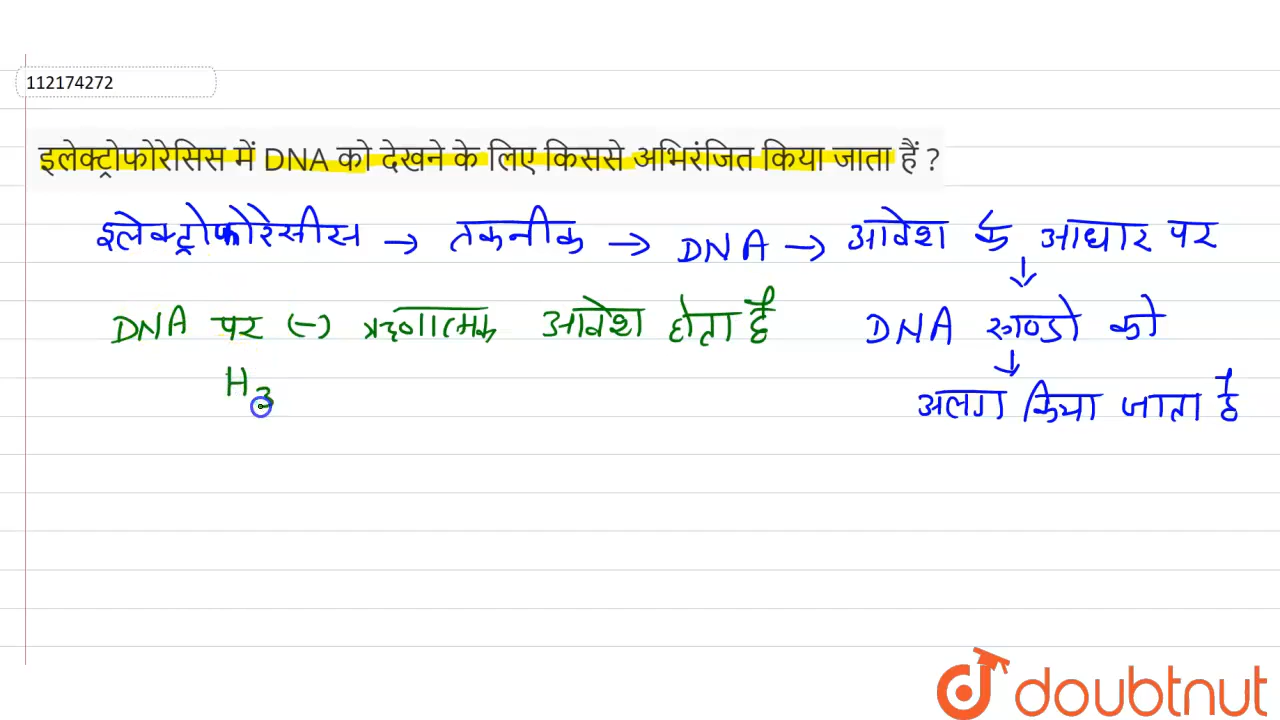 112174272
इलेक्ट्रोफोरेसिस में DNA को देखने के लिए किससे अभिरंजित किया जाता हैं ?
इलेक्ट्रोफोरेसीस → तकनीक → DNA → आवेश के आधार पर
↓
DNA पर (-) ऋणात्मक आवेश होता है
DNA खण्डो को
↓
H3
अलग किया जाता है
doubtnut